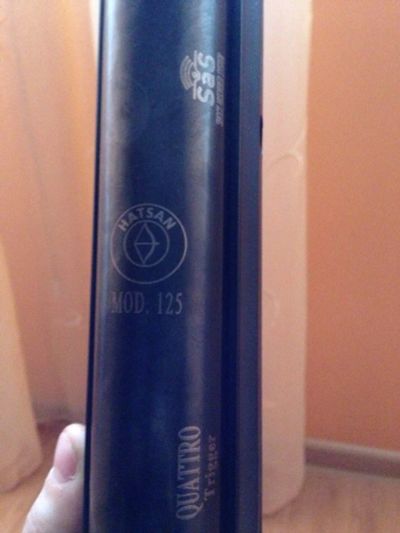 SaS
HATSAN
MOD. 125
QUATTRO
Trigger